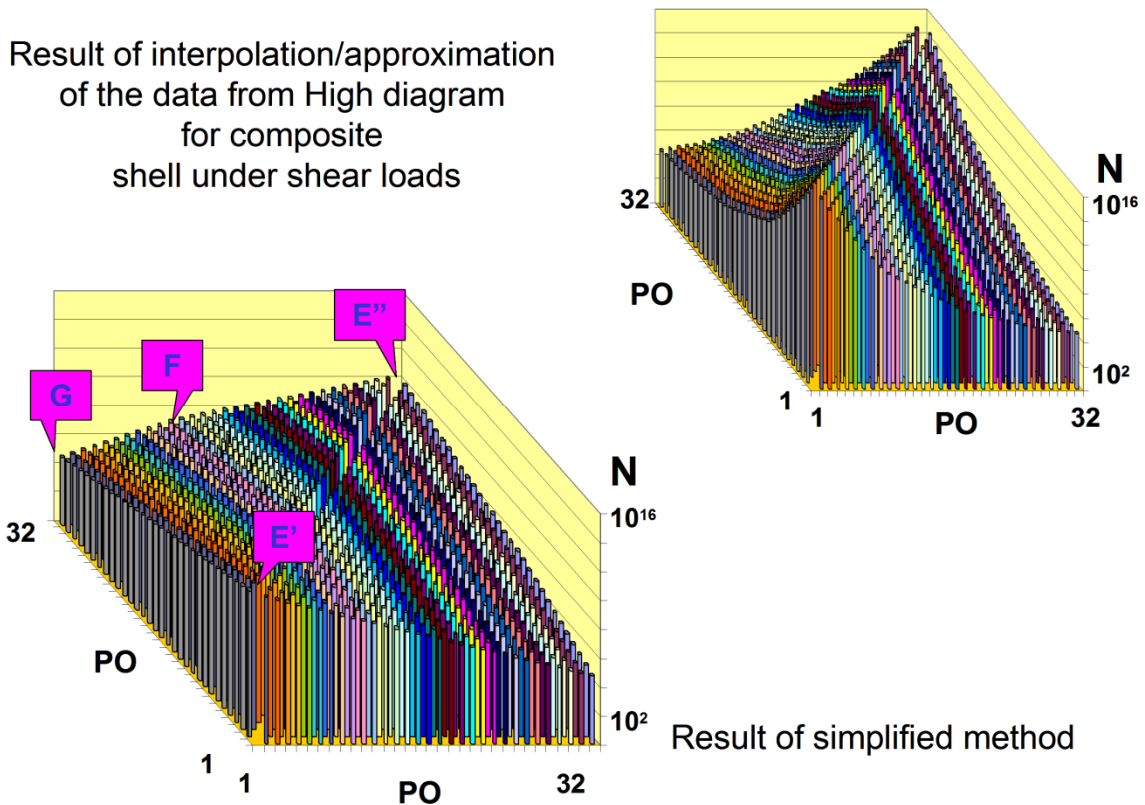 Result of interpolation/approximation
of the data from High diagram
for composite
shell under shear loads
N
10¹⁶
32
PO
10²
1
1
PO
32
E”
F
G
N
10¹⁶
32
E’
PO
10²
1
1
PO
32
Result of simplified method